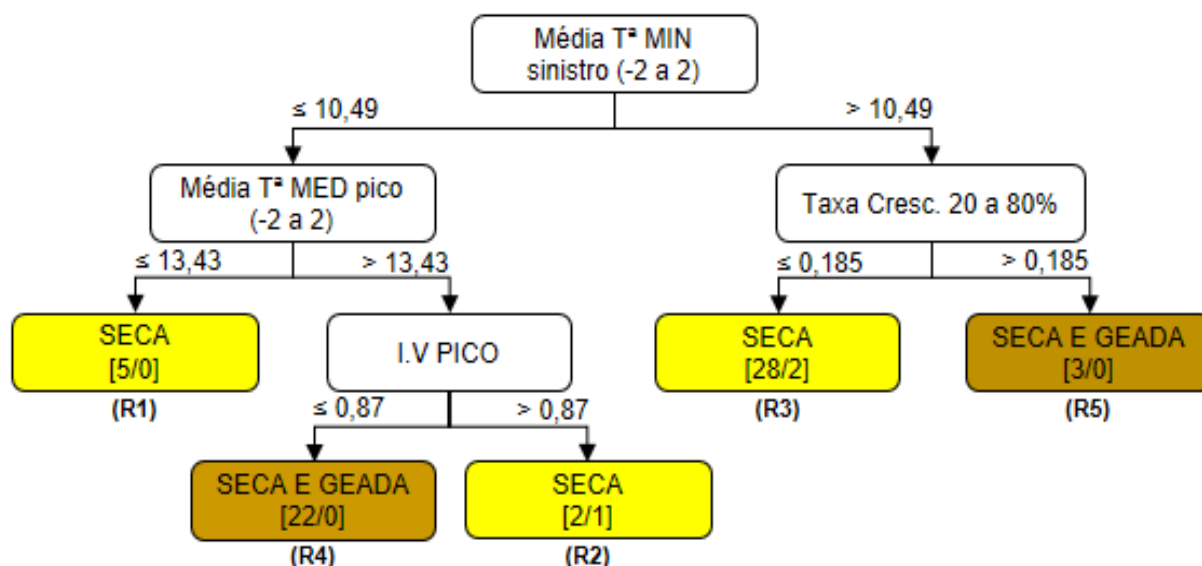 Média Tª MIN
sinistro (-2 a 2)
≤ 10,49
> 10,49
Média Tª MED pico
(-2 a 2)
Taxa Cresc. 20 a 80%
≤ 13,43
> 13,43
≤ 0,185
> 0,185
SECA
[5/0]
(R1)
I.V PICO
SECA
[28/2]
(R3)
SECA E GEADA
[3/0]
(R5)
≤ 0,87
> 0,87
SECA E GEADA
[22/0]
(R4)
SECA
[2/1]
(R2)